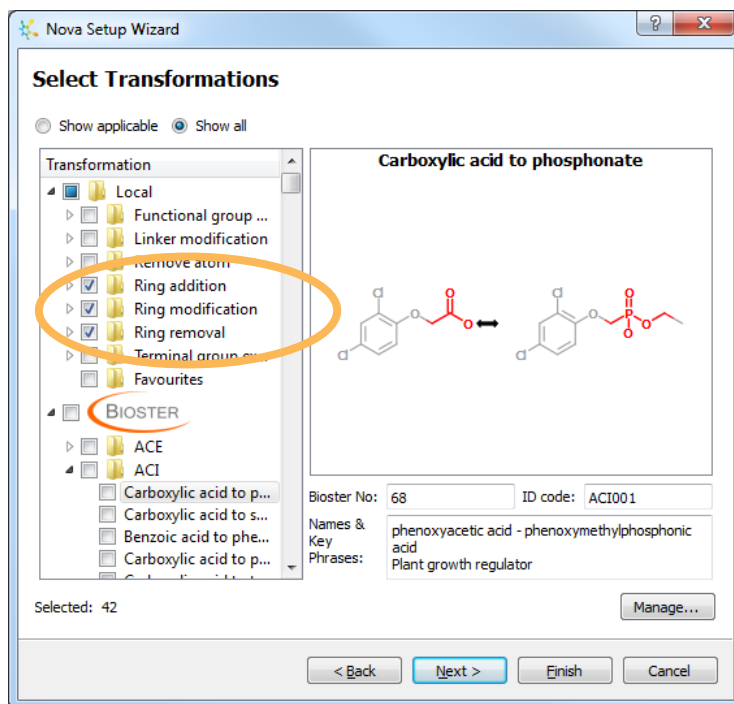 Nova Setup Wizard
Select Transformations
Show applicable Show all
Transformation
Local
Functional group ...
Linker modification
Remove atom
Ring addition
Ring modification
Ring removal
Terminal group ex...
Favourites
BIOSTER
ACE
ACI
Carboxylic acid to p...
Carboxylic acid to s...
Benzoic acid to phe...
Carboxylic acid to p...
Carboxylic acid to phosphonate
Cl O O O Cl
Cl O O P O O Cl
Bioster No: 68 ID code: ACI001
Names & Key Phrases:
phenoxyacetic acid - phenoxymethylphosphonic
acid
Plant growth regulator
Selected: 42
Manage...
< Back Next > Finish Cancel